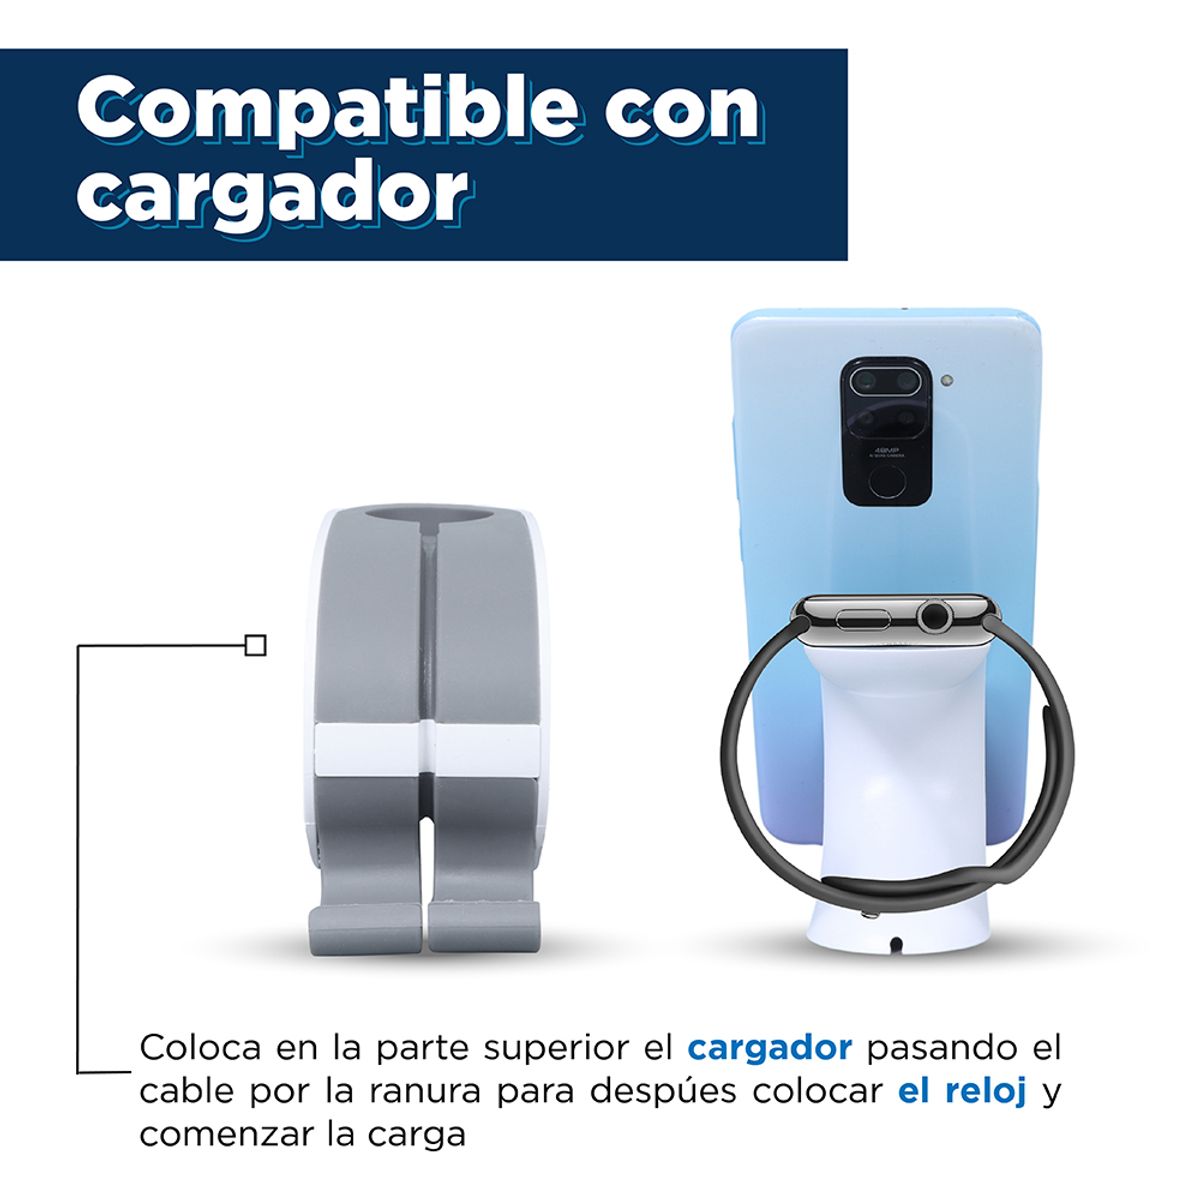 Compatible con
cargador
48MP
Coloca en la parte superior el cargador pasando el
cable por la ranura para despúes colocar el reloj y
comenzar la carga